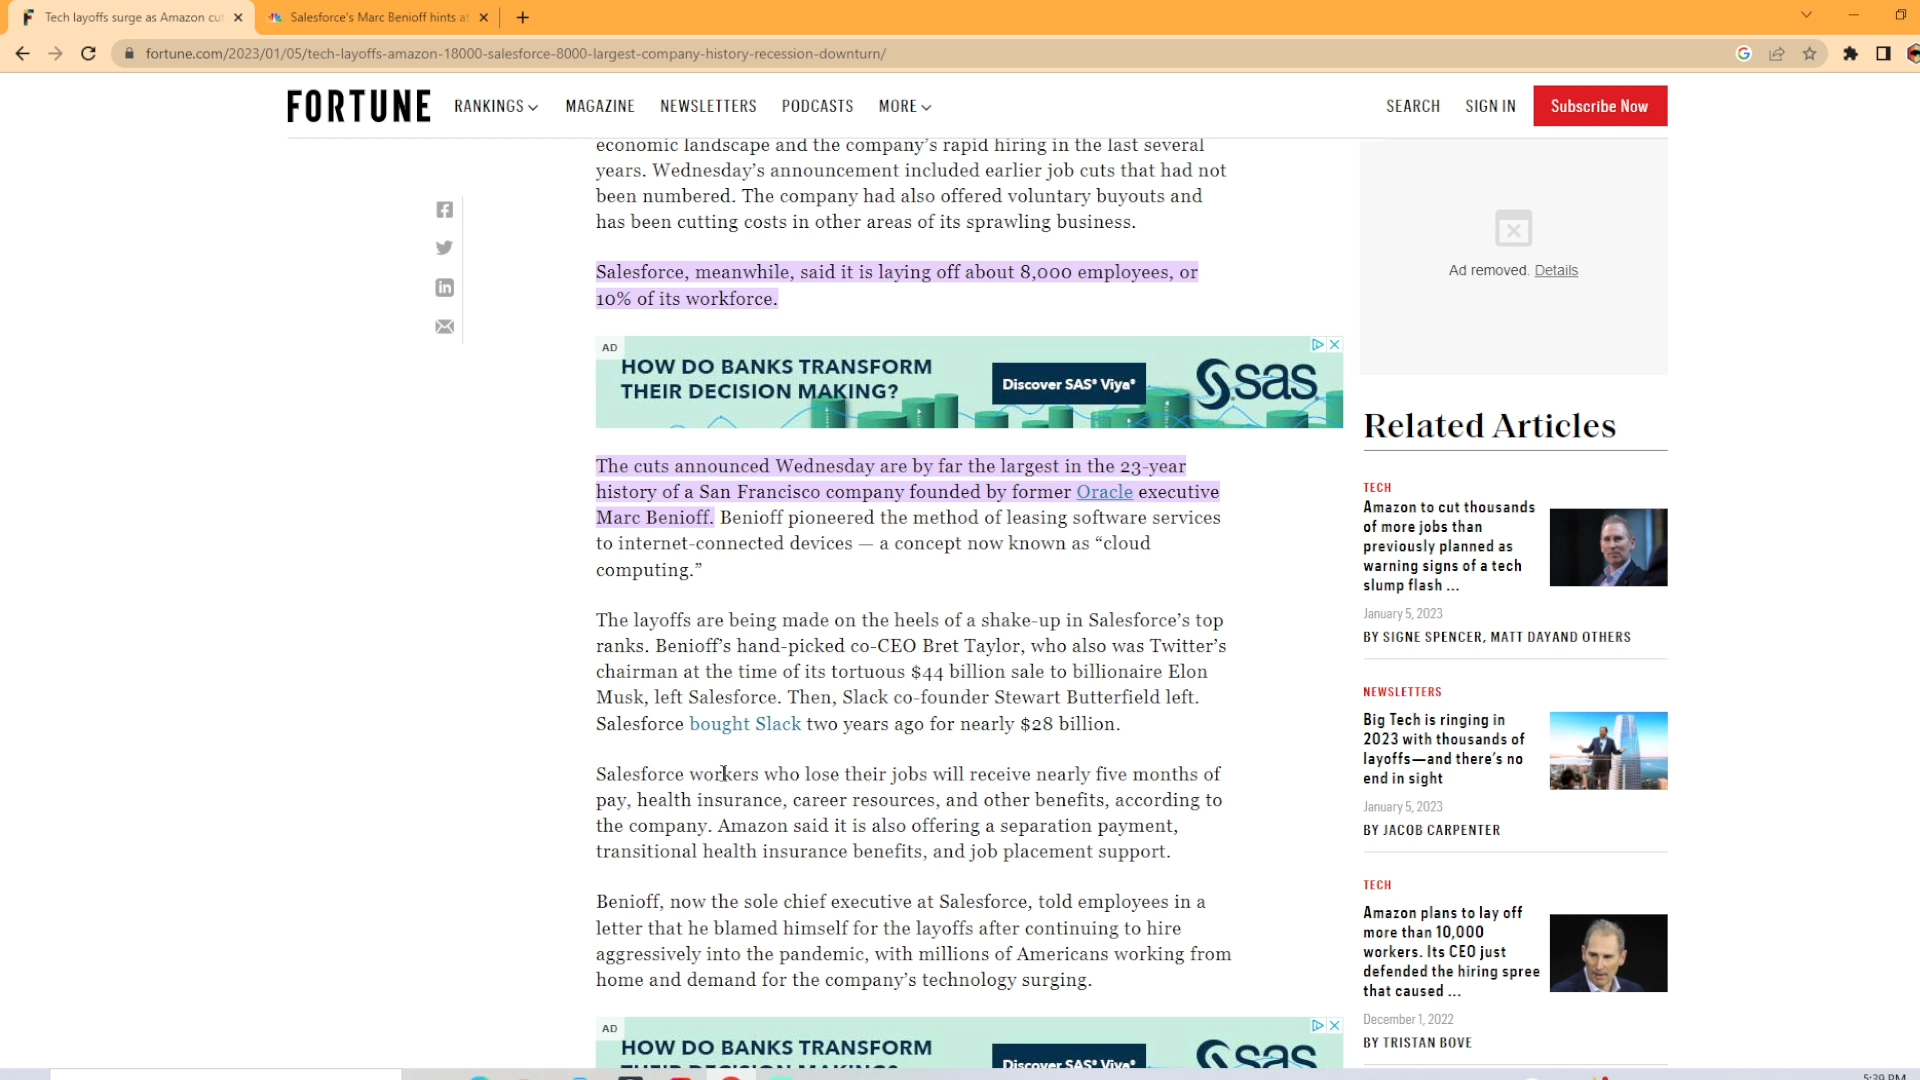 Tech layoffs surge as Amazon cu
Salesforce's Marc Benioff hints at
fortune.com/2023/01/05/tech-layoffs-amazon-18000-salesforce-8000-largest-company-history-recession-downturn/
FORTUNE
RANKINGS
MAGAZINE
NEWSLETTERS
PODCASTS
MORE
SEARCH
SIGN IN
Subscribe Now
economic landscape and the company's rapid hiring in the last several
years. Wednesday's announcement included earlier job cuts that had not
been numbered. The company had also offered voluntary buyouts and
has been cutting costs in other areas of its sprawling business.
Salesforce, meanwhile, said it is laying off about 8,000 employees, or
10% of its workforce.
AD
HOW DO BANKS TRANSFORM
THEIR DECISION MAKING?
Discover SAS® Viya®
sas
The cuts announced Wednesday are by far the largest in the 23-year
history of a San Francisco company founded by former Oracle executive
Marc Benioff. Benioff pioneered the method of leasing software services
to internet-connected devices — a concept now known as “cloud
computing.”
The layoffs are being made on the heels of a shake-up in Salesforce's top
ranks. Benioff's hand-picked co-CEO Bret Taylor, who also was Twitter's
chairman at the time of its tortuous $44 billion sale to billionaire Elon
Musk, left Salesforce. Then, Slack co-founder Stewart Butterfield left.
Salesforce bought Slack two years ago for nearly $28 billion.
Salesforce workers who lose their jobs will receive nearly five months of
pay, health insurance, career resources, and other benefits, according to
the company. Amazon said it is also offering a separation payment,
transitional health insurance benefits, and job placement support.
Benioff, now the sole chief executive at Salesforce, told employees in a
letter that he blamed himself for the layoffs after continuing to hire
aggressively into the pandemic, with millions of Americans working from
home and demand for the company's technology surging.
AD
HOW DO BANKS TRANSFORM
THEIR DECISION MAKING?
Discover SAS® Viya®
sas
Ad removed. Details
Related Articles
TECH
Amazon to cut thousands
of more jobs than
previously planned as
warning signs of a tech
slump flash ...
January 5, 2023
BY SIGNE SPENCER, MATT DAYAND OTHERS
NEWSLETTERS
Big Tech is ringing in
2023 with thousands of
layoffs—and there's no
end in sight
January 5, 2023
BY JACOB CARPENTER
TECH
Amazon plans to lay off
more than 10,000
workers. Its CEO just
defended the hiring spree
that caused ...
December 1, 2022
BY TRISTAN BOVE
5:39 PM